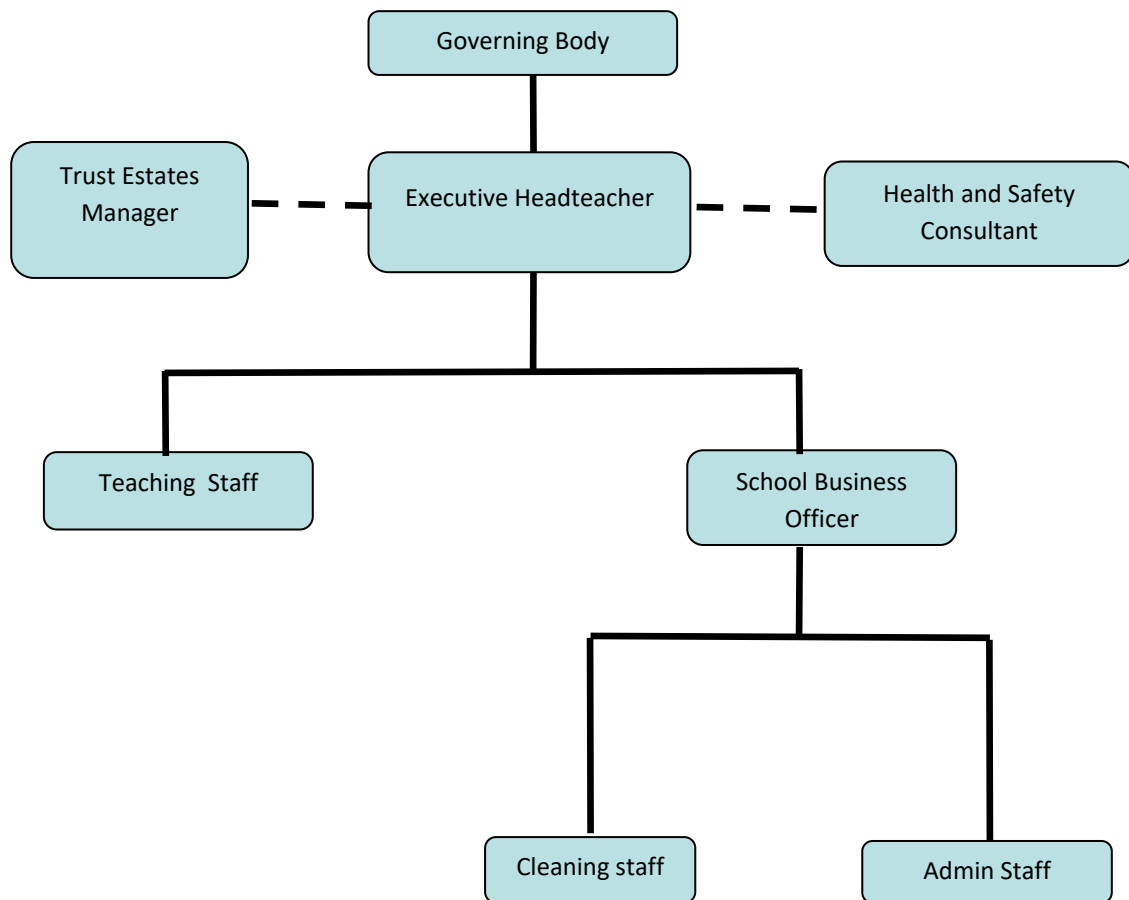 Governing Body
Trust Estates
Manager
Executive Headteacher
Health and Safety
Consultant
Teaching  Staff
School Business
Officer
Cleaning staff
Admin Staff